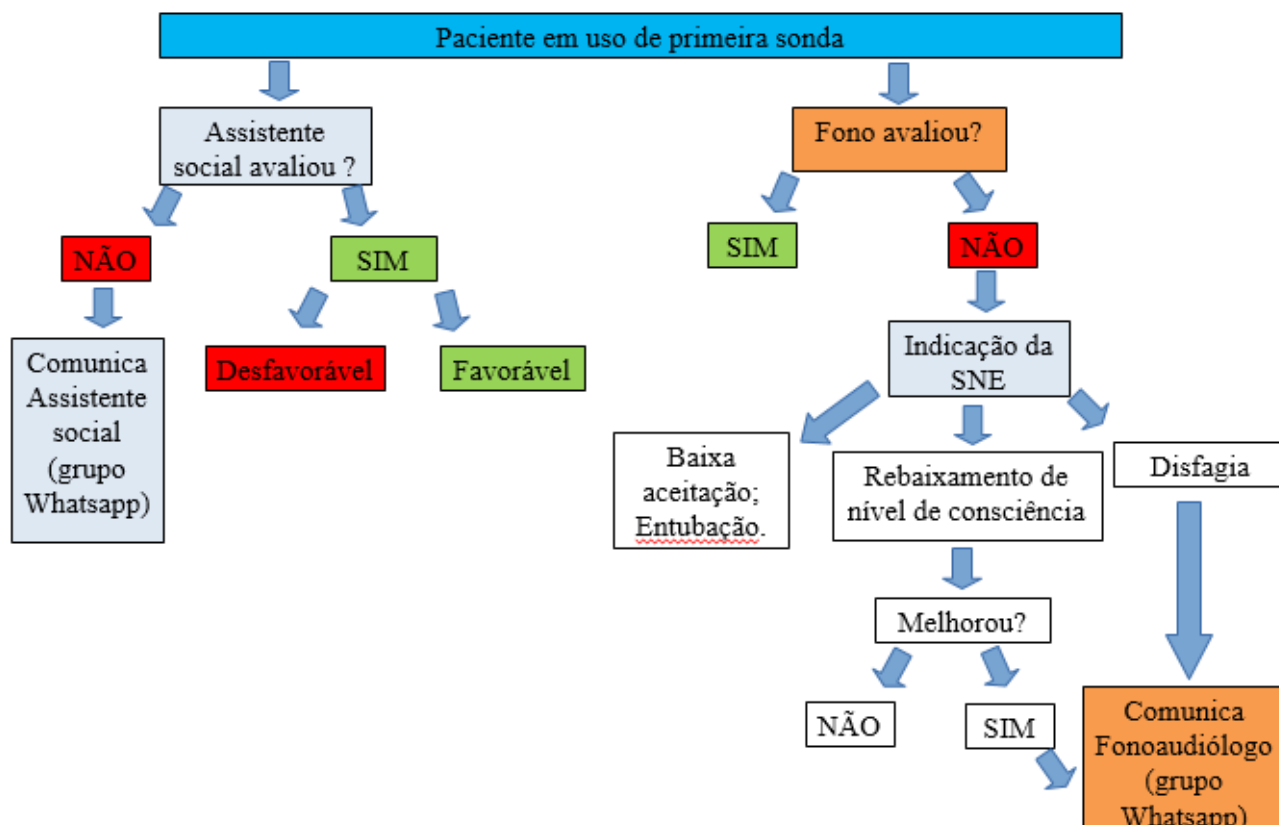 Paciente em uso de primeira sonda
Assistente
social avaliou ?
Fono avaliou?
NÃO
SIM
SIM
NÃO
Comunica
Assistente
social
(grupo
Whatsapp)
Desfavorável
Favorável
Indicação da
SNE
Baixa
aceitação;
Entubação.
Rebaixamento de
nível de consciência
Disfagia
Melhorou?
NÃO
SIM
Comunica
Fonoaudiólogo
(grupo
Whatsapp)